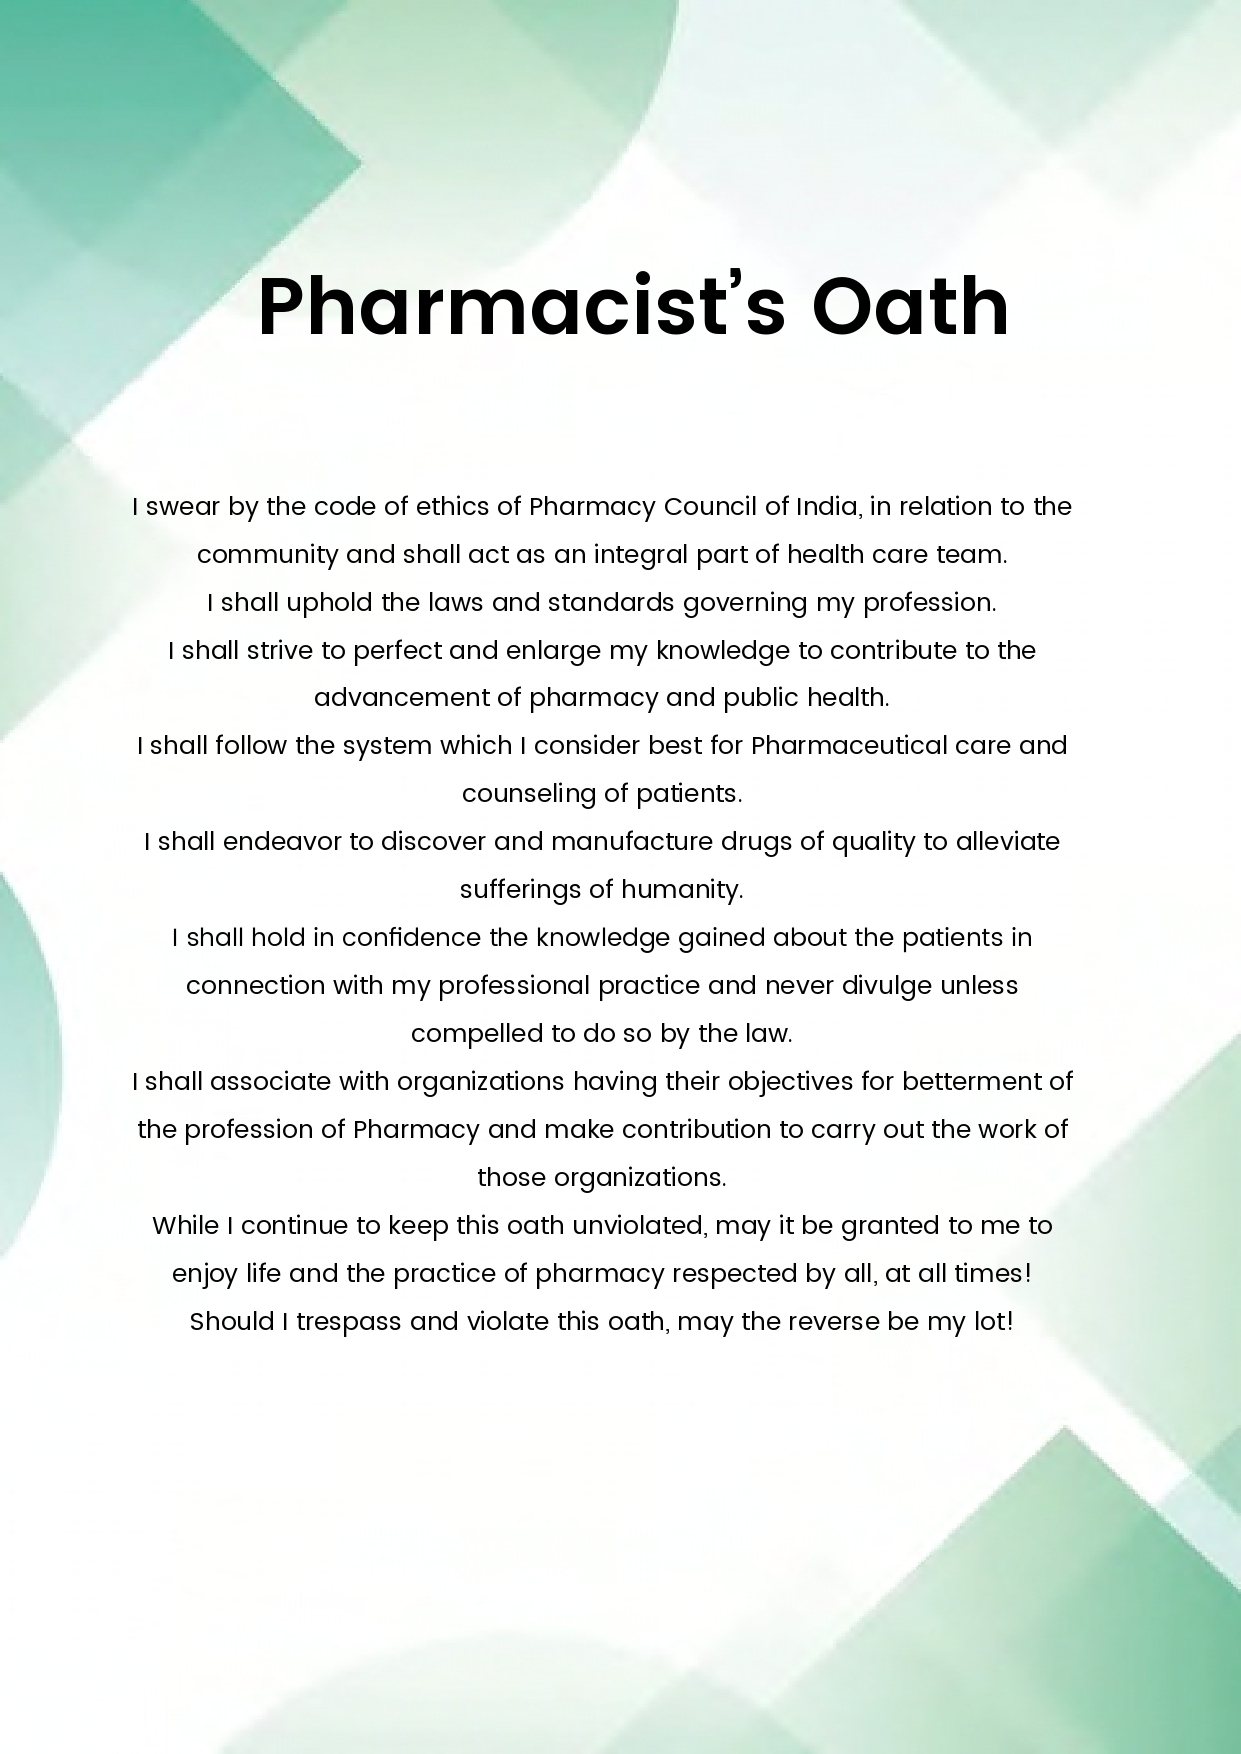 Pharmacist's Oath
I swear by the code of ethics of Pharmacy Council of India, in relation to the
community and shall act as an integral part of health care team.
I shall uphold the laws and standards governing my profession.
I shall strive to perfect and enlarge my knowledge to contribute to the
advancement of pharmacy and public health.
I shall follow the system which I consider best for Pharmaceutical care and
counseling of patients.
I shall endeavor to discover and manufacture drugs of quality to alleviate
sufferings of humanity.
I shall hold in confidence the knowledge gained about the patients in
connection with my professional practice and never divulge unless
compelled to do so by the law.
I shall associate with organizations having their objectives for betterment of
the profession of Pharmacy and make contribution to carry out the work of
those organizations.
While I continue to keep this oath unviolated, may it be granted to me to
enjoy life and the practice of pharmacy respected by all, at all times!
Should I trespass and violate this oath, may the reverse be my lot!